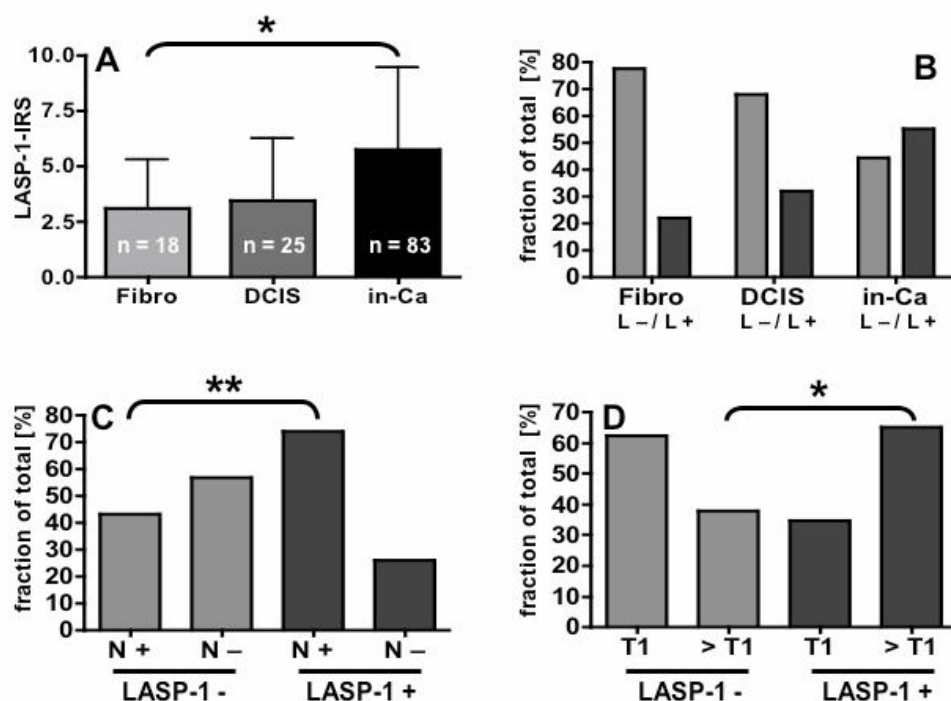 A
*
LASP-1-IRS
10.0
7.5
5.0
2.5
0.0
n = 18
n = 25
n = 83
Fibro
DCIS
in-Ca
B
fraction of total [%]
80
70
60
50
40
30
20
10
0
Fibro
DCIS
in-Ca
L – / L +
L – / L +
L – / L +
C
**
fraction of total [%]
80
70
60
50
40
30
20
10
0
N +
N –
N +
N –
LASP-1 -
LASP-1 +
D
*
fraction of total [%]
70
60
50
40
30
20
10
0
T1
> T1
T1
> T1
LASP-1 -
LASP-1 +